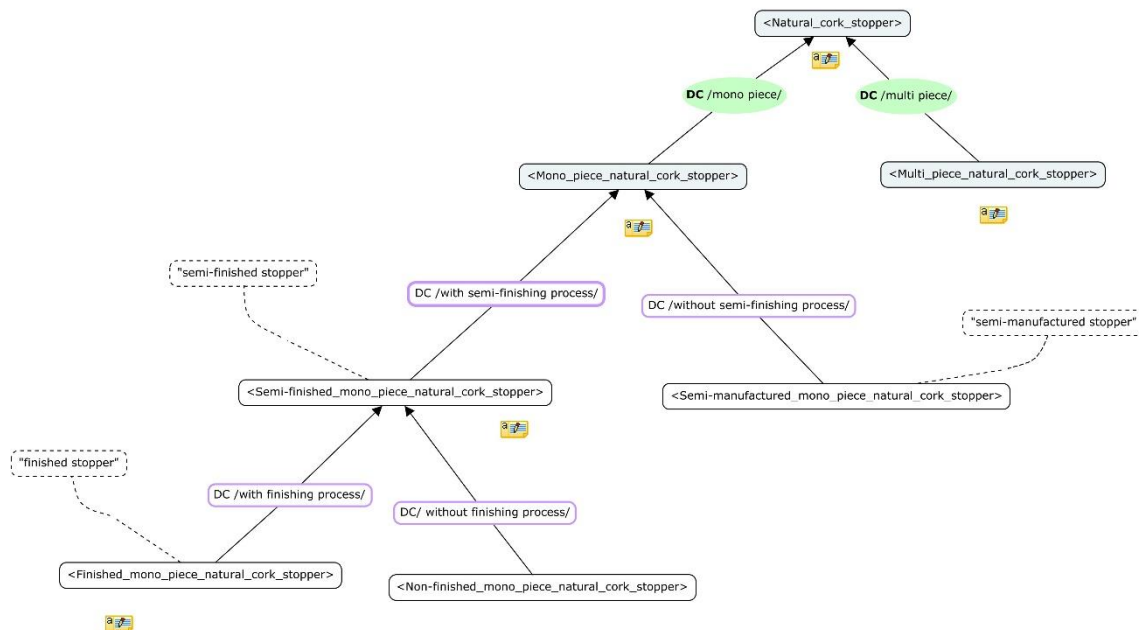 <Natural_cork_stopper>
DC /mono piece/
DC /multi piece/
<Mono_piece_natural_cork_stopper>
<Multi_piece_natural_cork_stopper>
"semi-finished stopper"
DC /with semi-finishing process/
DC /without semi-finishing process/
"semi-manufactured stopper"
<Semi-finished_mono_piece_natural_cork_stopper>
<Semi-manufactured_mono_piece_natural_cork_stopper>
"finished stopper"
DC /with finishing process/
DC/ without finishing process/
<Finished_mono_piece_natural_cork_stopper>
<Non-finished_mono_piece_natural_cork_stopper>